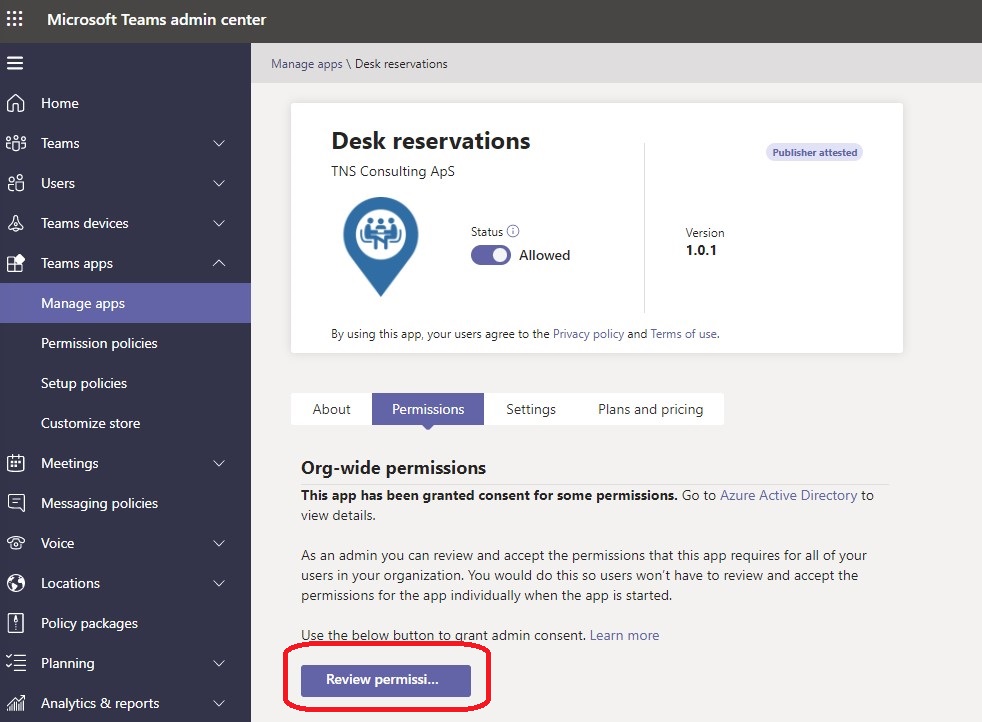 Microsoft Teams admin center
Manage apps \ Desk reservations
Home
Teams
Users
Teams devices
Teams apps
Manage apps
Permission policies
Setup policies
Customize store
Meetings
Messaging policies
Voice
Locations
Policy packages
Planning
Analytics & reports
Desk reservations
TNS Consulting ApS
Publisher attested
Status
Allowed
Version
1.0.1
By using this app, your users agree to the Privacy policy and Terms of use.
About
Permissions
Settings
Plans and pricing
Org-wide permissions
This app has been granted consent for some permissions. Go to Azure Active Directory to
view details.
As an admin you can review and accept the permissions that this app requires for all of your
users in your organization. You would do this so users won't have to review and accept the
permissions for the app individually when the app is started.
Use the below button to grant admin consent. Learn more
Review permissi...